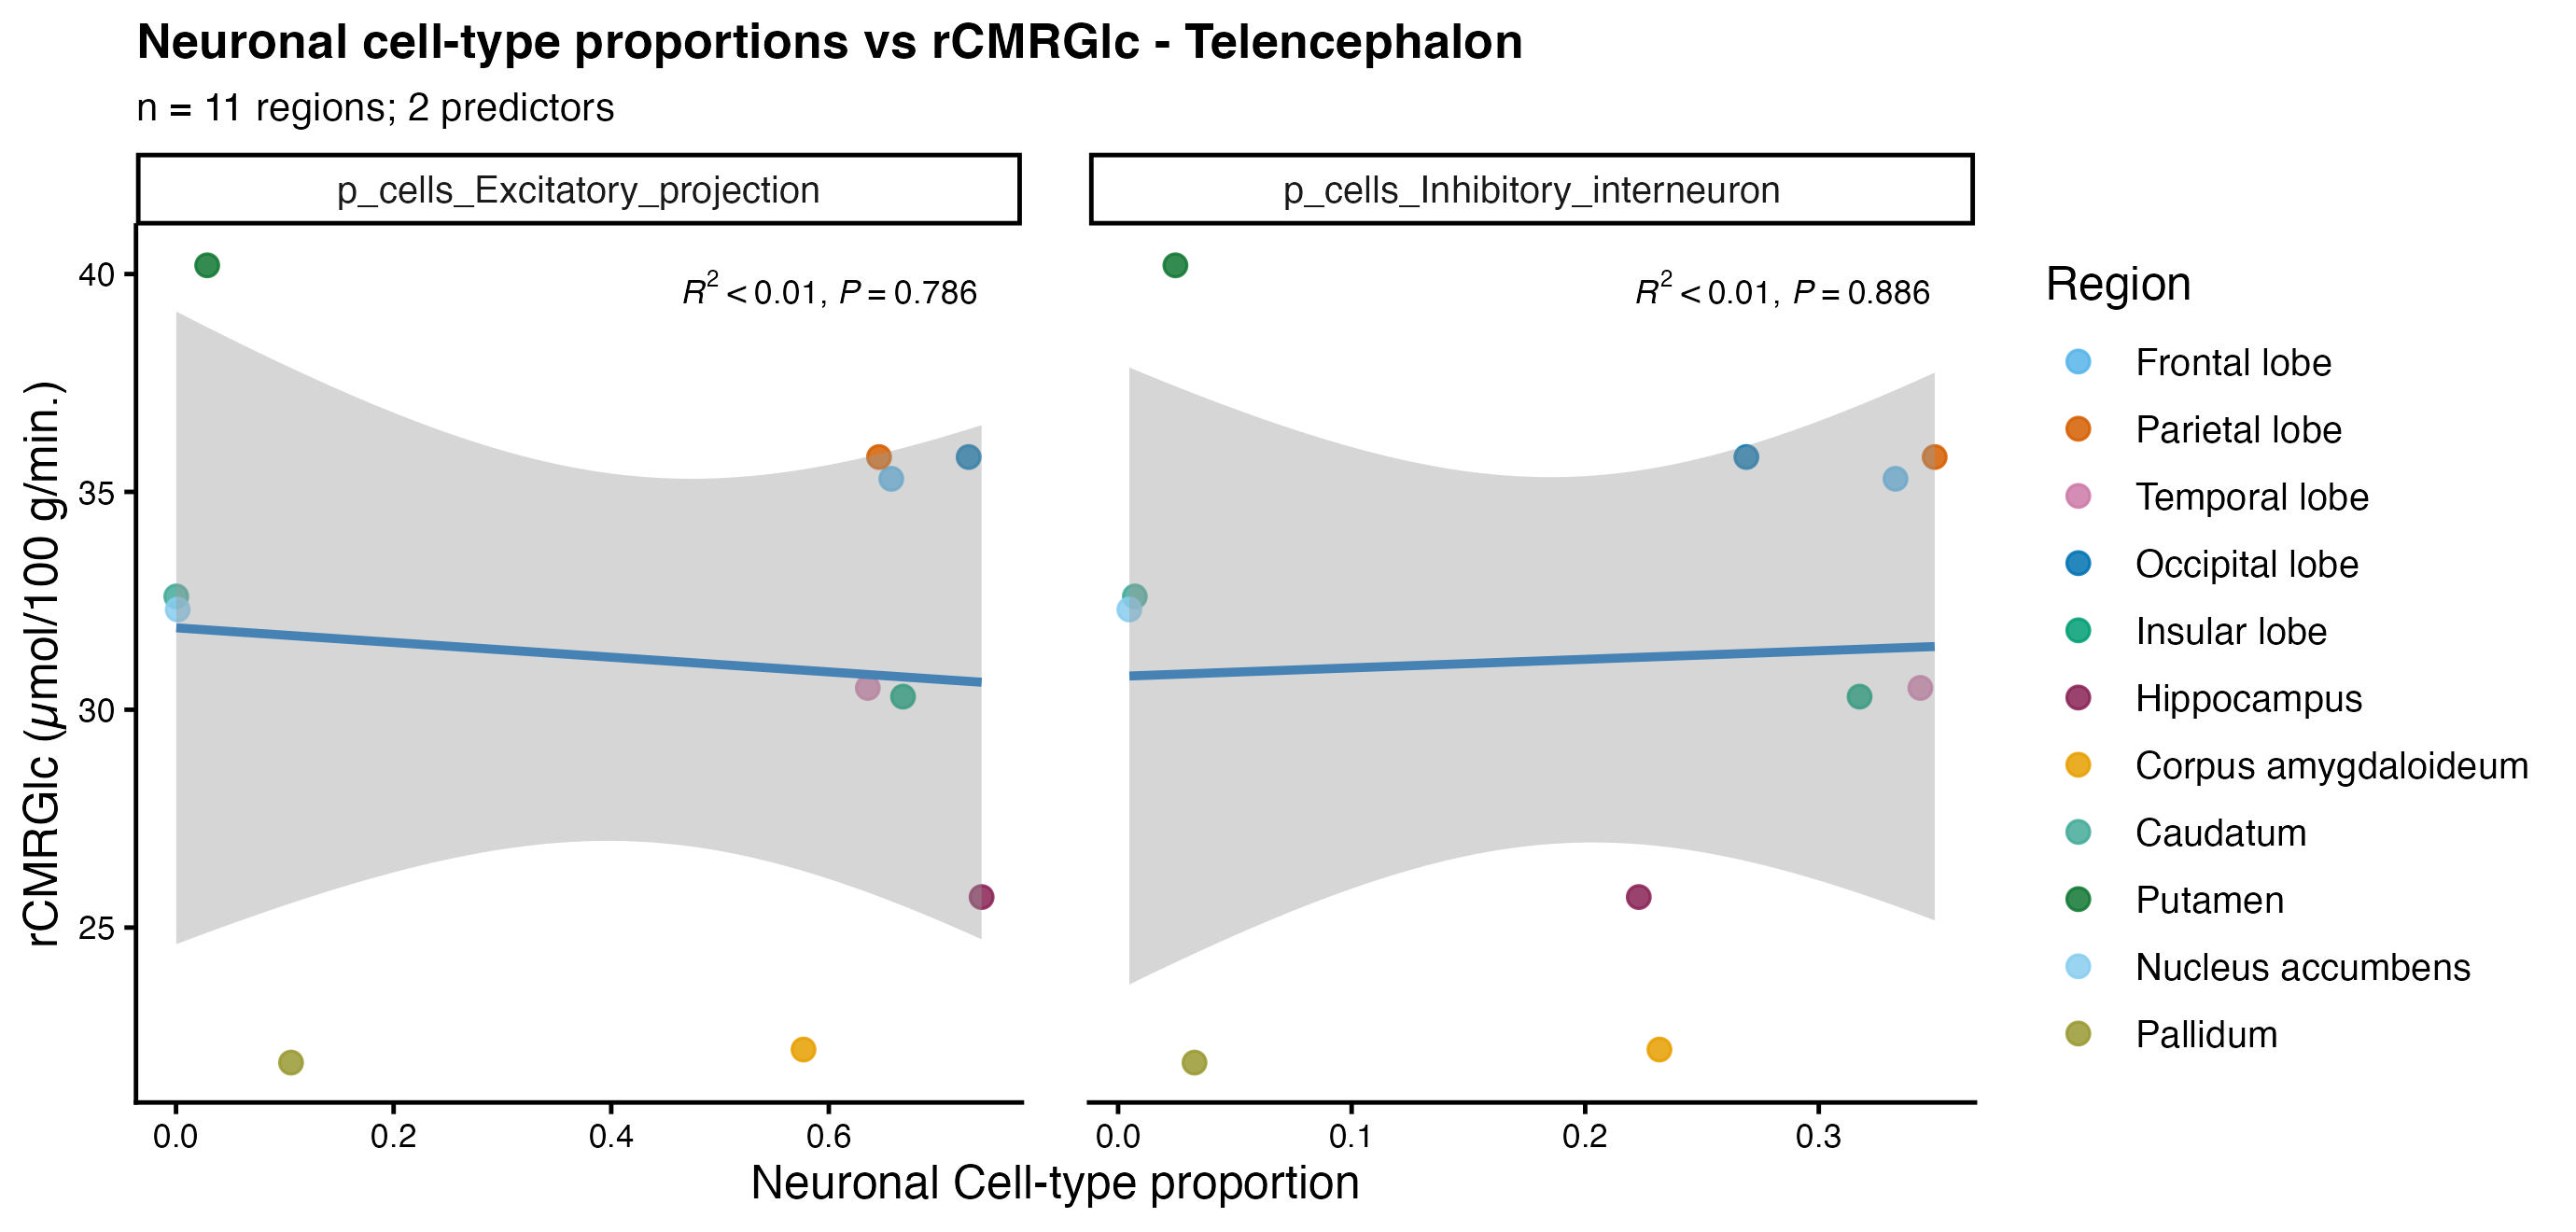 Neuronal cell-type proportions vs rCMRGlc - Telencephalon
n = 11 regions; 2 predictors
p_cells_Excitatory_projection
p_cells_Inhibitory_interneuron
R² < 0.01, P = 0.786
R² < 0.01, P = 0.886
rCMRGlc (µmol/100 g/min.)
40
35
30
25
0.0 0.2 0.4 0.6
0.0 0.1 0.2 0.3
Neuronal Cell-type proportion
Region
Frontal lobe
Parietal lobe
Temporal lobe
Occipital lobe
Insular lobe
Hippocampus
Corpus amygdaloideum
Caudatum
Putamen
Nucleus accumbens
Pallidum